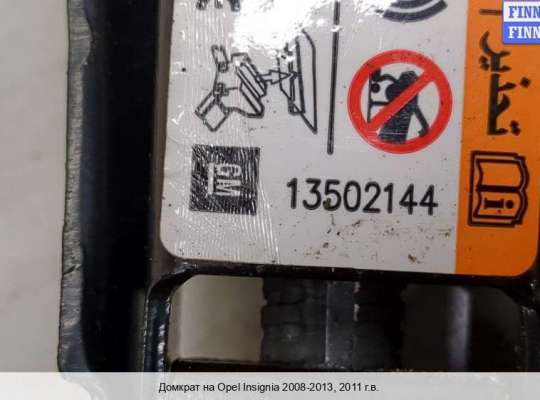 FINN
FINN
تحذير
GM
13502144
Домкрат на Opel Insignia 2008-2013, 2011 г.в.